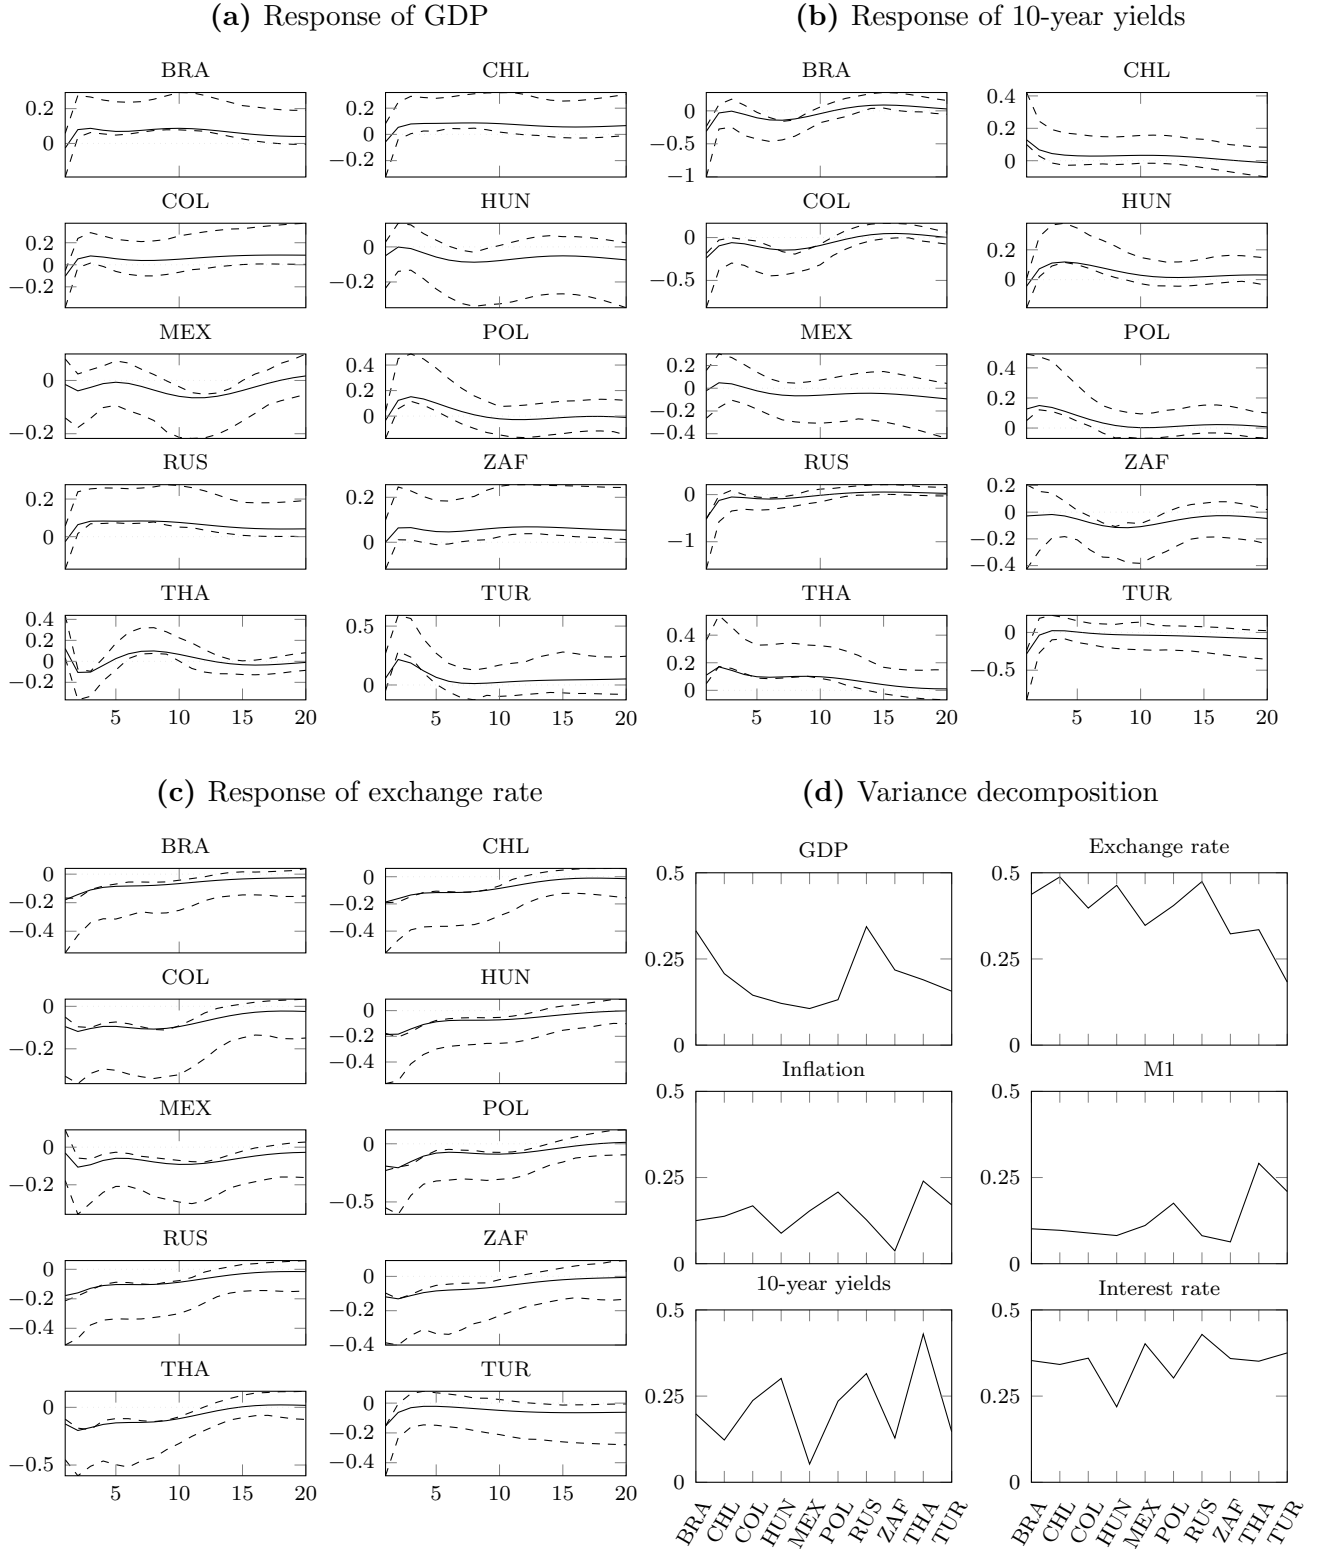 (a) Response of GDP
(b) Response of 10-year yields
BRA
CHL
BRA
CHL
0.2
0
0.2
0
−0.2
0
−0.5
−1
0.4
0.2
0
COL
HUN
COL
HUN
0.2
0
−0.2
0
−0.2
0
−0.5
0.2
0
MEX
POL
MEX
POL
0
−0.2
0.4
0.2
0
0.2
0
−0.2
−0.4
0.4
0.2
0
RUS
ZAF
RUS
ZAF
0.2
0
0.2
0
0
−1
0.2
0
−0.2
−0.4
THA
TUR
THA
TUR
0.4
0.2
0
−0.2
0.5
0
0.4
0.2
0
0
−0.5
5 10 15 20
5 10 15 20
5 10 15 20
5 10 15 20
(c) Response of exchange rate
(d) Variance decomposition
BRA
CHL
0
−0.2
−0.4
0
−0.2
−0.4
COL
HUN
0
−0.2
0
−0.2
−0.4
MEX
POL
0
−0.2
0
−0.5
RUS
ZAF
0
−0.2
−0.4
0
−0.2
−0.4
THA
TUR
0
−0.5
0
−0.2
−0.4
5 10 15 20
5 10 15 20
GDP
Exchange rate
0.5
0.25
0
0.5
0.25
0
Inflation
M1
0.5
0.25
0
0.5
0.25
0
10-year yields
Interest rate
0.5
0.25
0
0.5
0.25
0
BRA CHL COL HUN MEX POL RUS ZAF THA TUR
BRA CHL COL HUN MEX POL RUS ZAF THA TUR